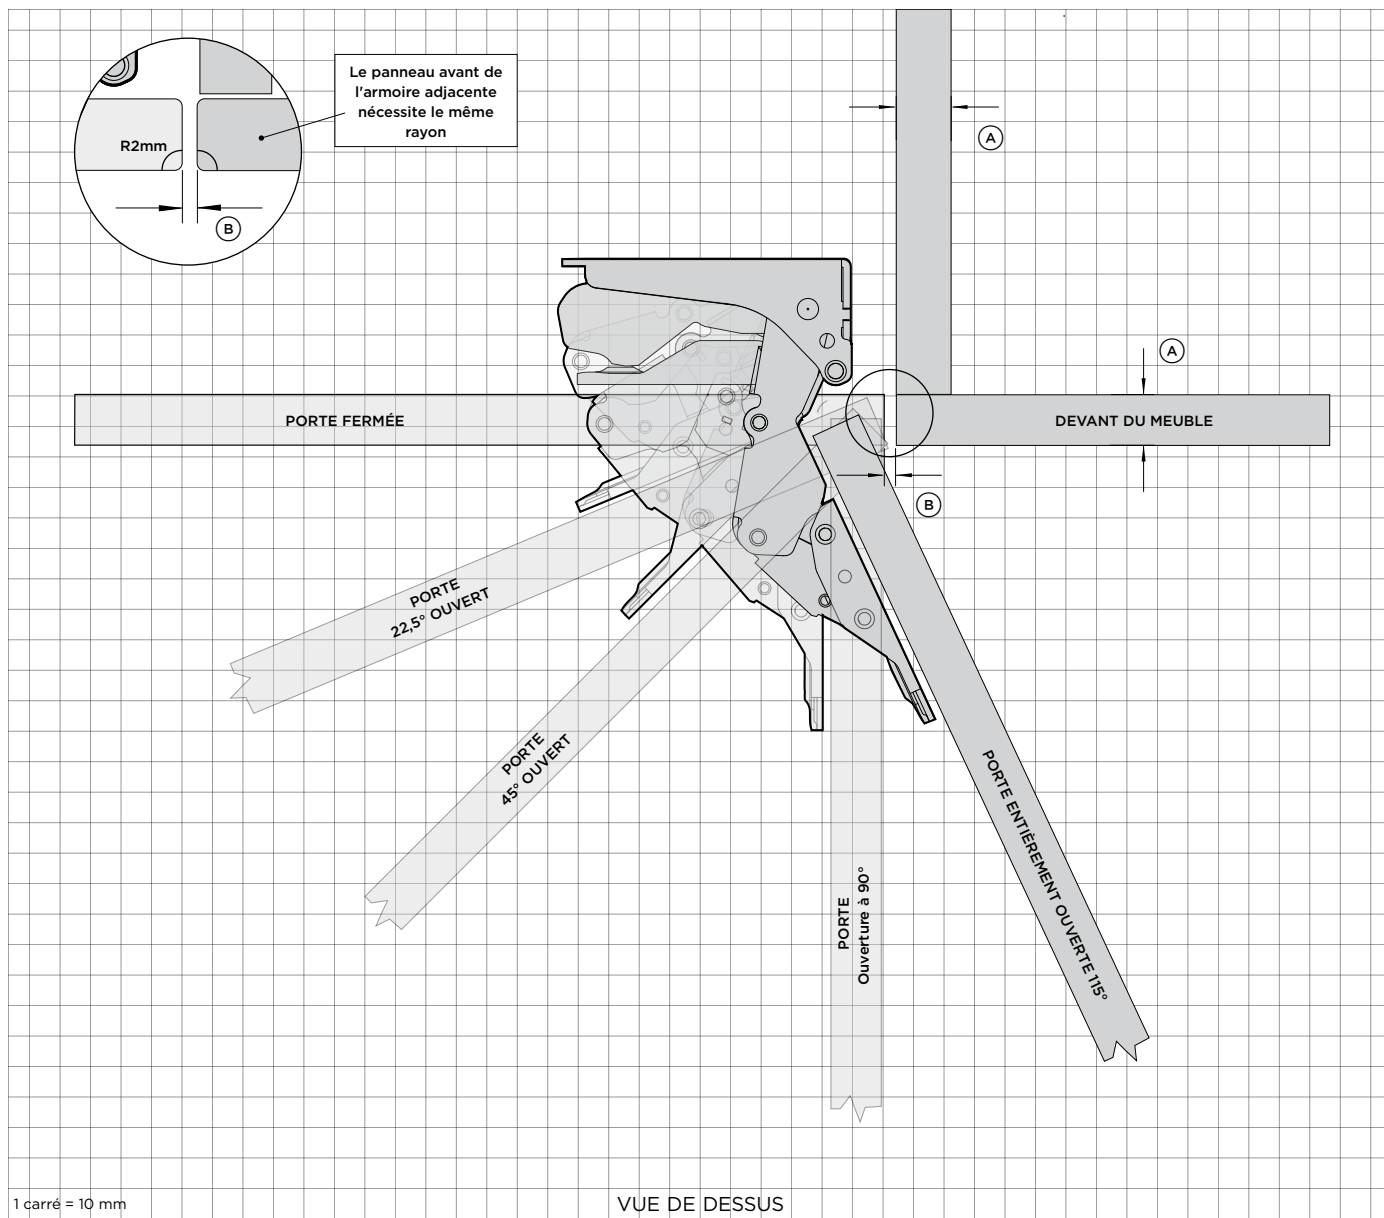 Le panneau avant de
l'armoire adjacente
nécessite le même
rayon
R2mm
B
A
A
PORTE FERMÉE
DEVANT DU MEUBLE
B
PORTE
22,5° OUVERT
PORTE
45° OUVERT
PORTE
Ouverture à 90°
PORTE ENTIÈREMENT OUVERTE 115°
1 carré = 10 mm
VUE DE DESSUS